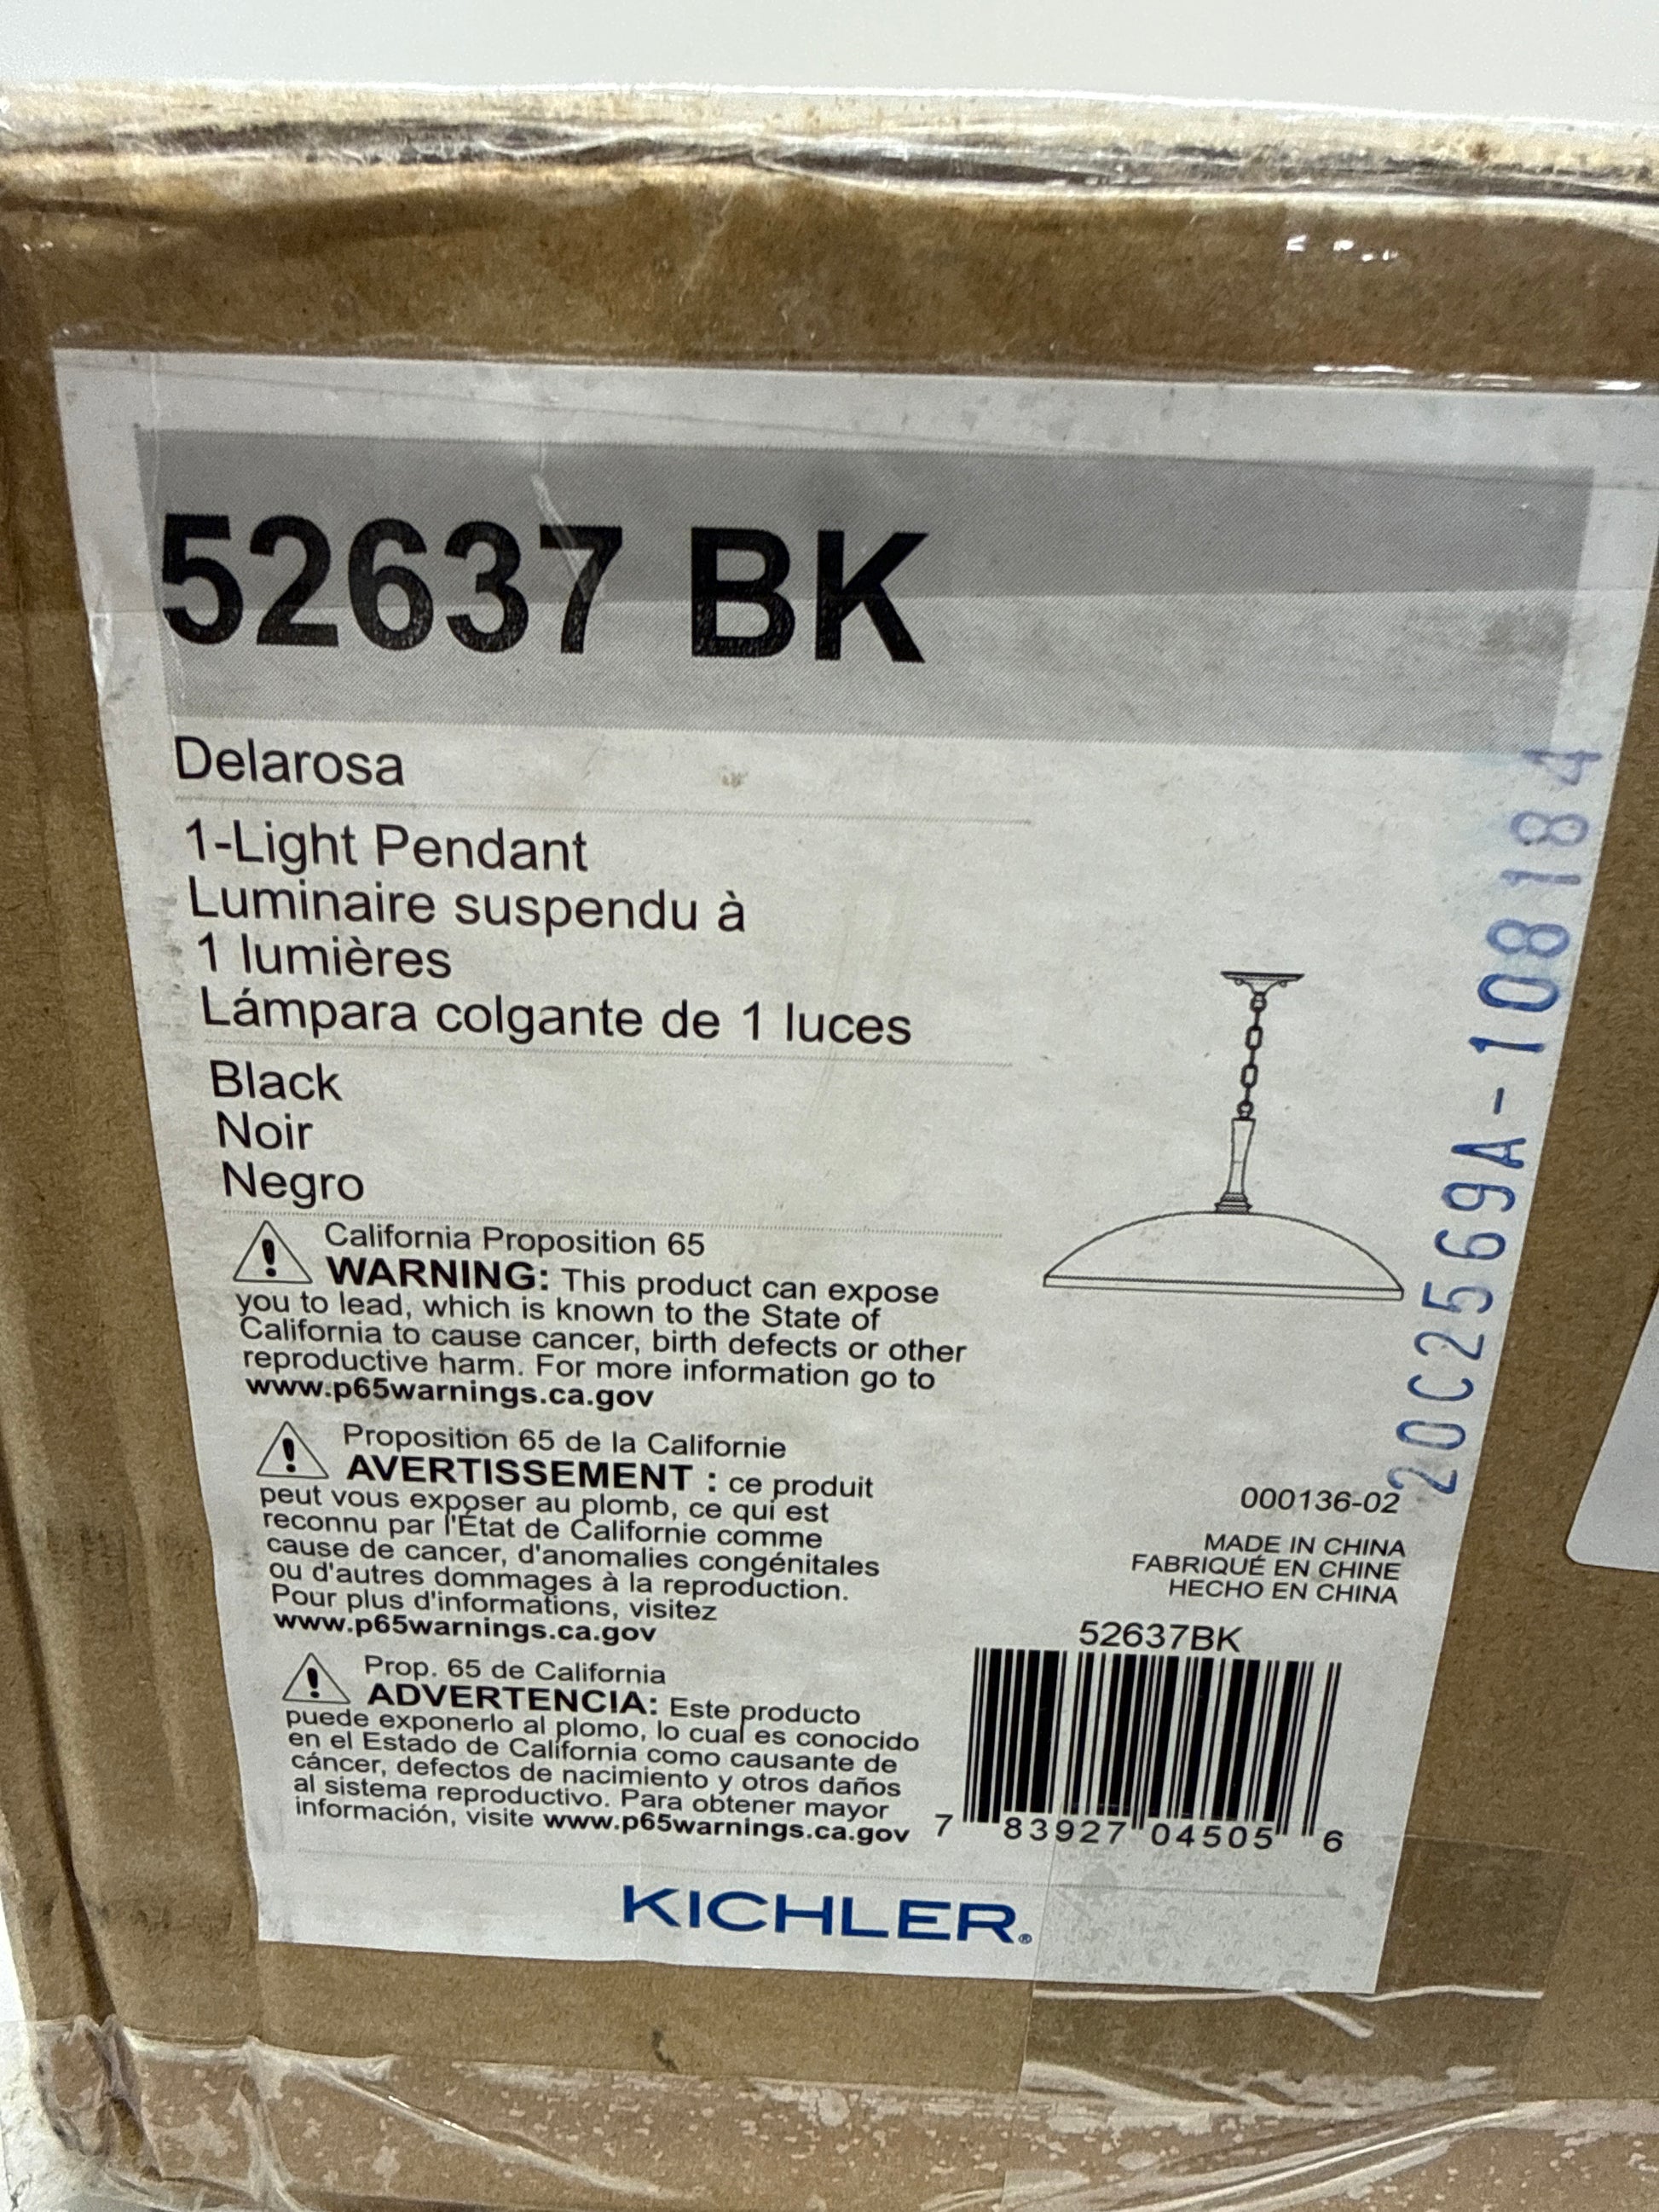 52637 BK
Delarosa
1-Light Pendant
Luminaire suspendu à
1 lumières
Lámpara colgante de 1 luces
Black
Noir
Negro
California Proposition 65
WARNING: This product can expose
you to lead, which is known to the State of
California to cause cancer, birth defects or other
reproductive harm. For more information go to
www.p65warnings.ca.gov
Proposition 65 de la Californie
AVERTISSEMENT : ce produit
peut vous exposer au plomb, ce qui est
reconnu par l'État de Californie comme
cause de cancer, d'anomalies congénitales
ou d'autres dommages à la reproduction.
Pour plus d'informations, visitez
www.p65warnings.ca.gov
Prop. 65 de California
ADVERTENCIA: Este producto
puede exponerlo al plomo, lo cual es conocido
en el Estado de California como causante de
cáncer, defectos de nacimiento y otros daños
al sistema reproductivo. Para obtener mayor
información, visite www.p65warnings.ca.gov
20C2569A-108184
000136-02
MADE IN CHINA
FABRIQUÉ EN CHINE
HECHO EN CHINA
52637BK
7 83927 04505 6
KICHLER®